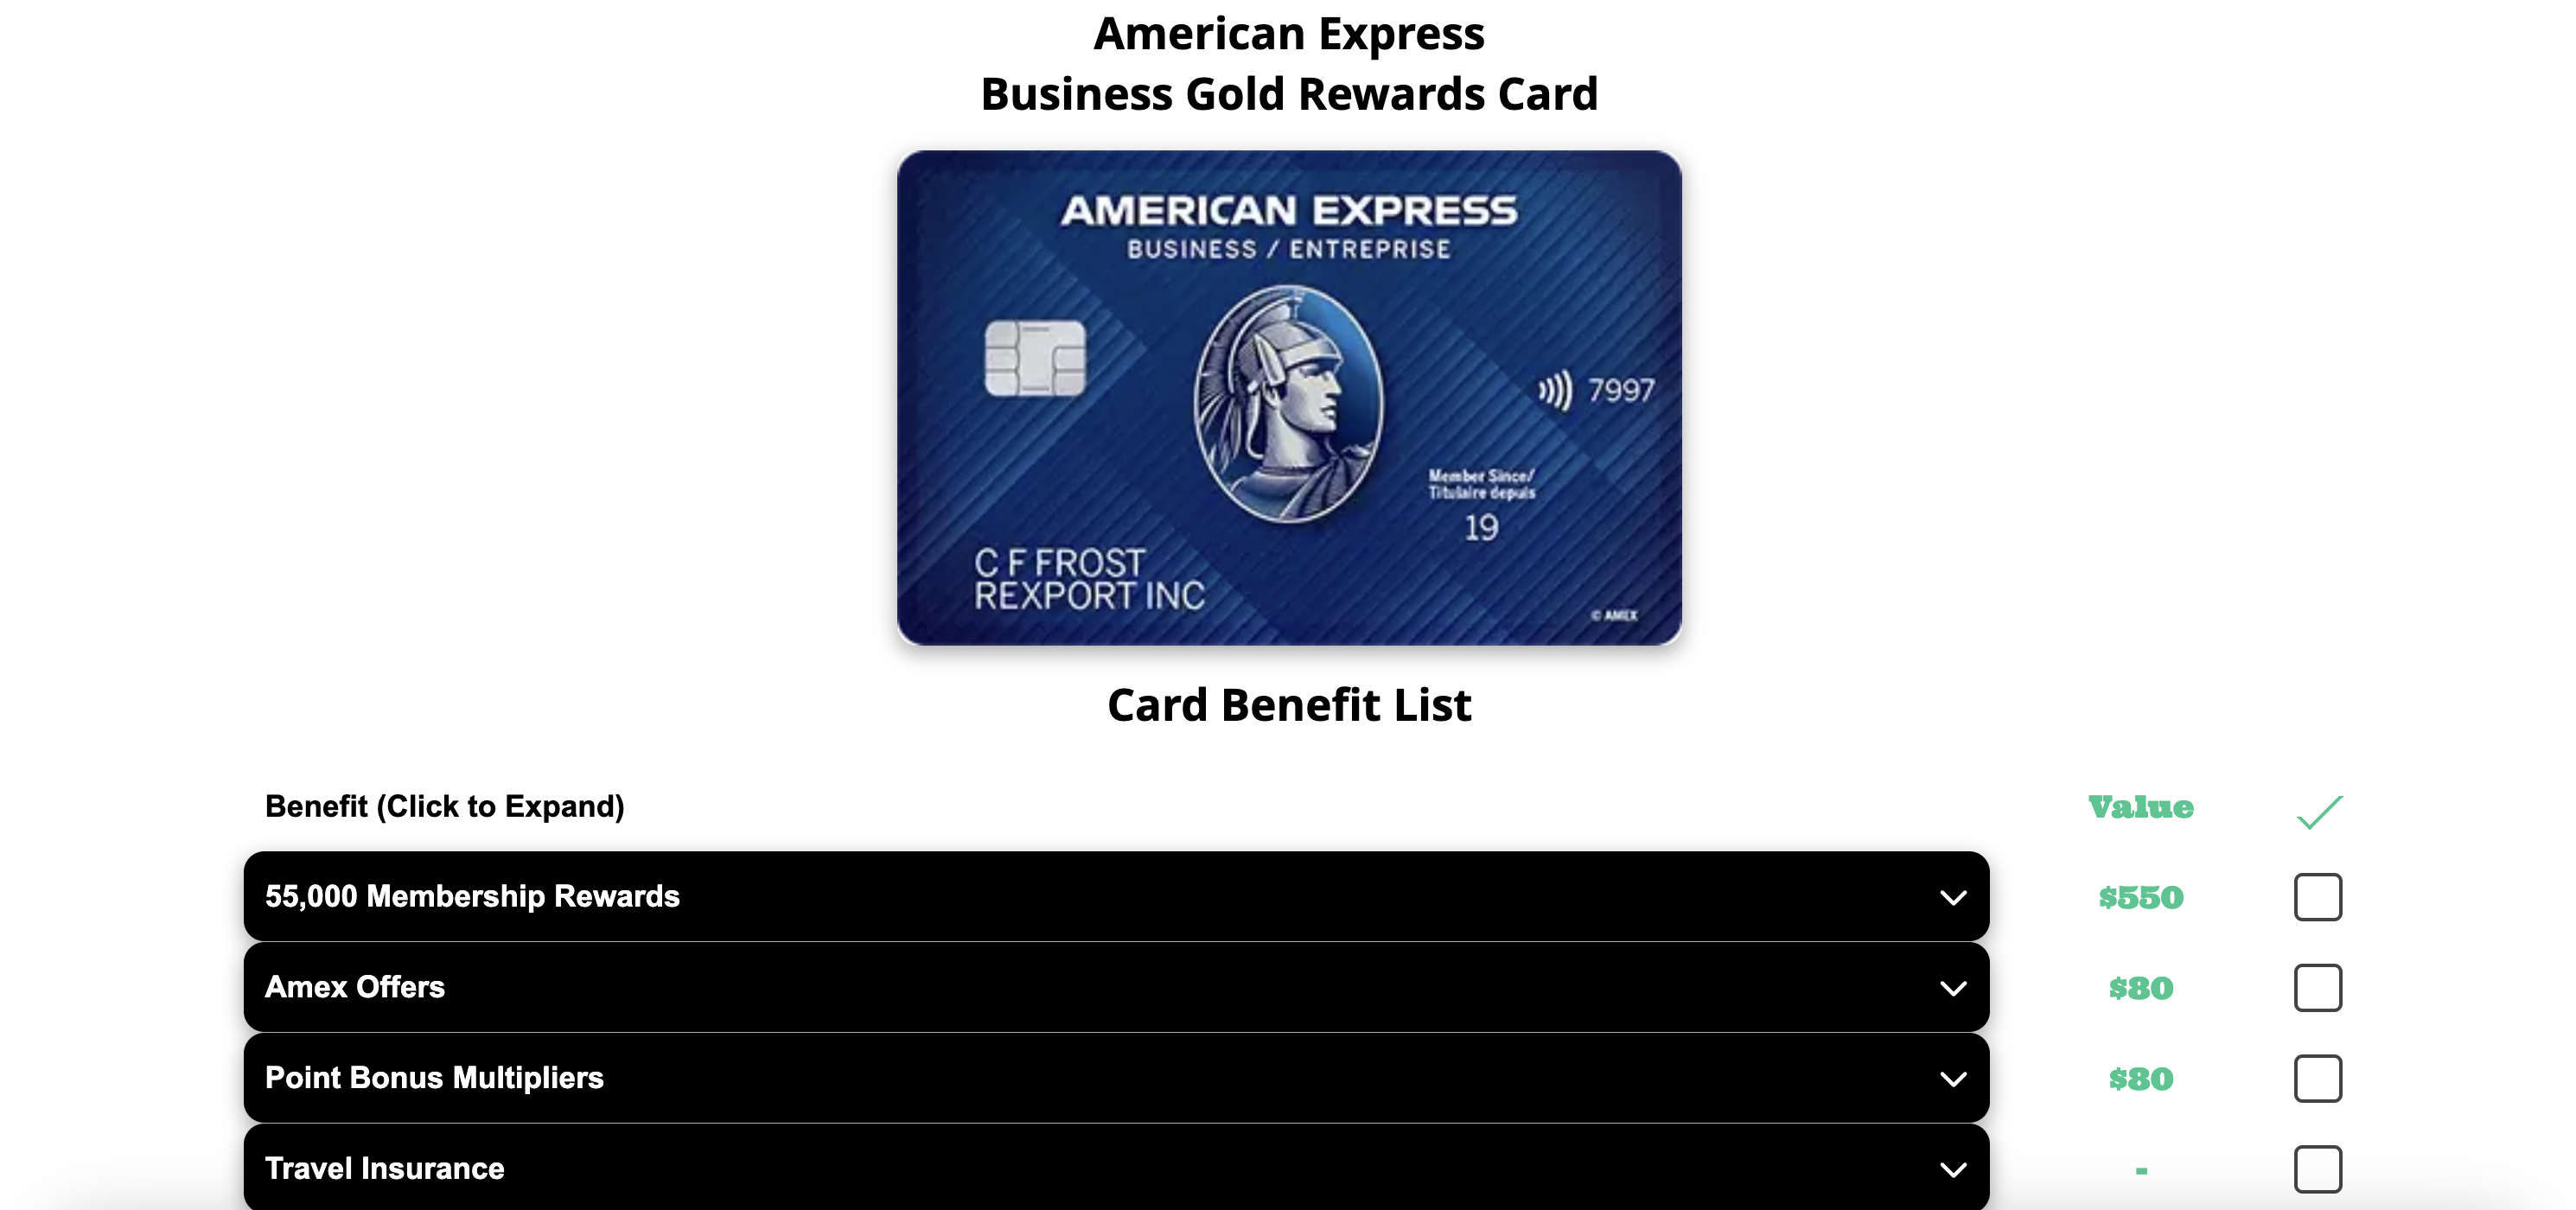 American Express
Business Gold Rewards Card
AMERICAN EXPRESS
BUSINESS / ENTREPRISE
7997
Member Since/
Titulaire depuis
19
C F FROST
REXPORT INC
© AMEX
Card Benefit List
Benefit (Click to Expand) Value
55,000 Membership Rewards $550
Amex Offers $80
Point Bonus Multipliers $80
Travel Insurance -